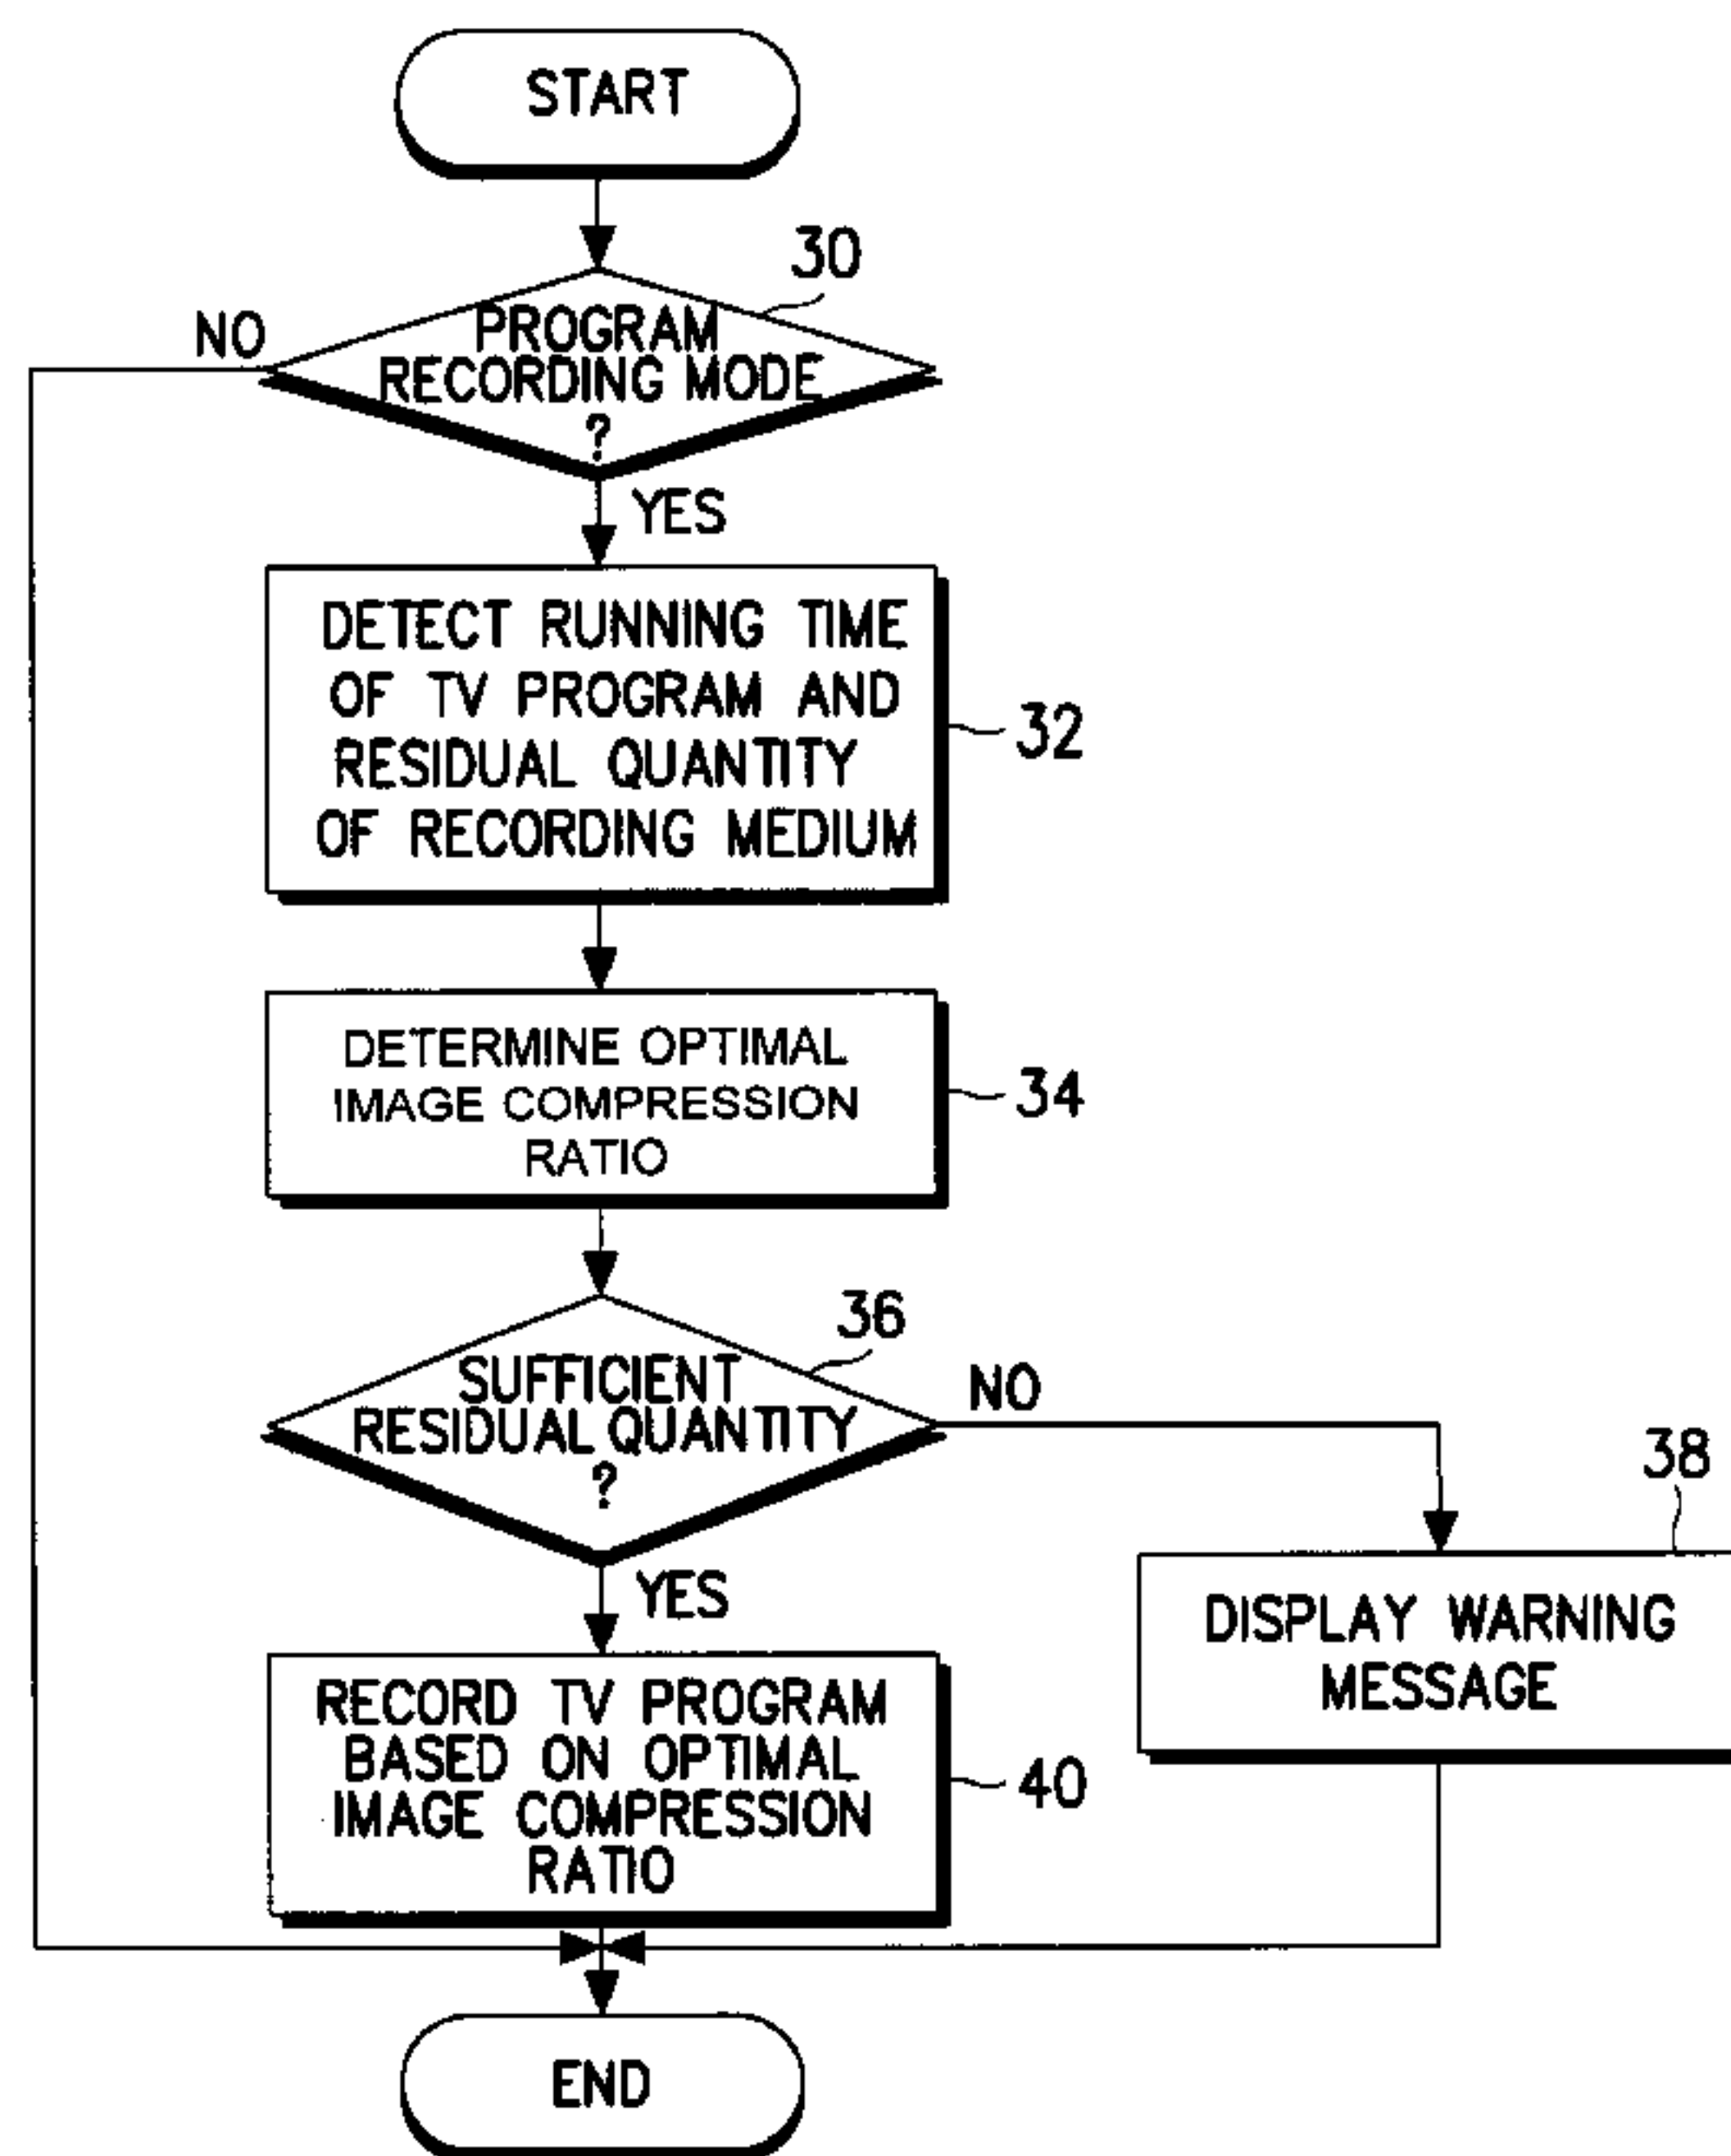 START
30
NO
PROGRAM
RECORDING MODE
?
YES
DETECT RUNNING TIME
OF TV PROGRAM AND
RESIDUAL QUANTITY
OF RECORDING MEDIUM
32
DETERMINE OPTIMAL
IMAGE COMPRESSION
RATIO
34
36
SUFFICIENT
RESIDUAL QUANTITY
?
NO
38
YES
DISPLAY WARNING
MESSAGE
RECORD TV PROGRAM
BASED ON OPTIMAL
IMAGE COMPRESSION
RATIO
40
END